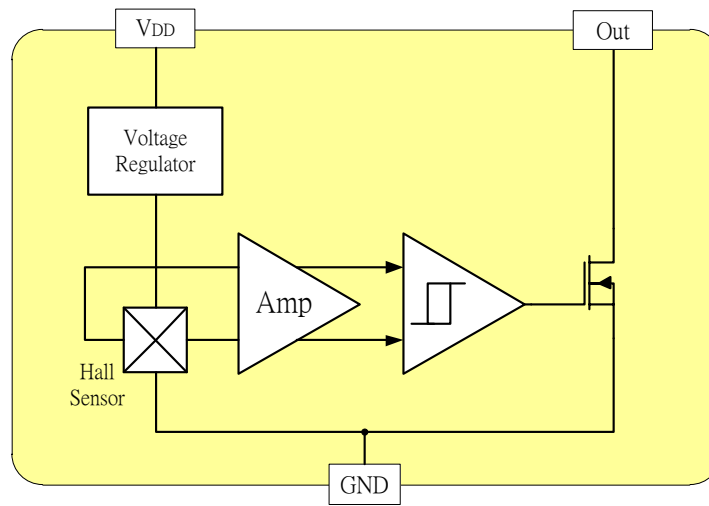 VDD
Out
Voltage
Regulator
Amp
Hall
Sensor
GND